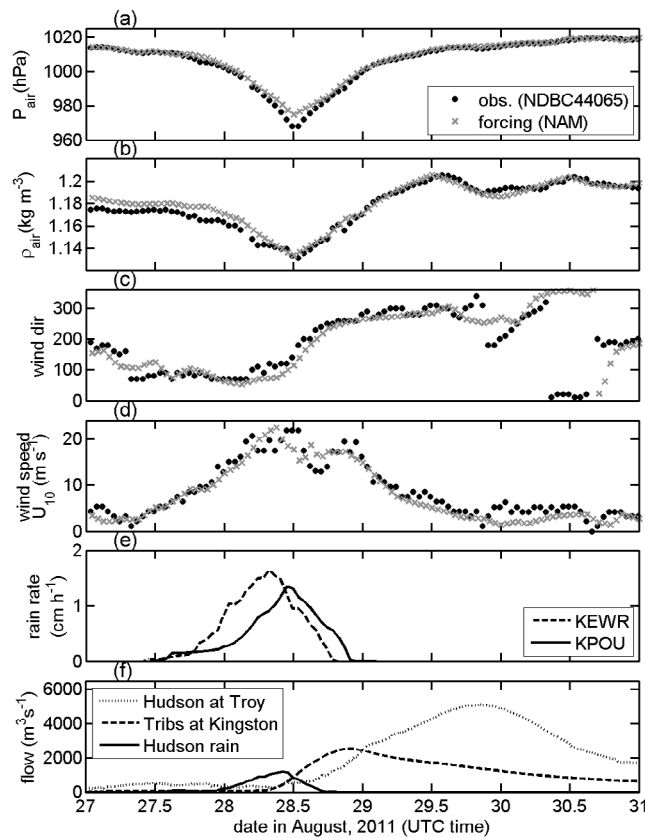 (a)
1020
1000
980
960
P_air(hPa)
obs. (NDBC44065)
forcing (NAM)
(b)
1.2
1.18
1.16
1.14
ρ_air(kg m⁻³)
(c)
300
200
100
0
wind dir
(d)
20
10
0
wind speed
U₁₀ (m s⁻¹)
(e)
2
1
0
rain rate
(cm h⁻¹)
KEWR
KPOU
(f)
6000
4000
2000
0
flow (m³s⁻¹)
Hudson at Troy
Tribs at Kingston
Hudson rain
27 27.5 28 28.5 29 29.5 30 30.5 31
date in August, 2011 (UTC time)